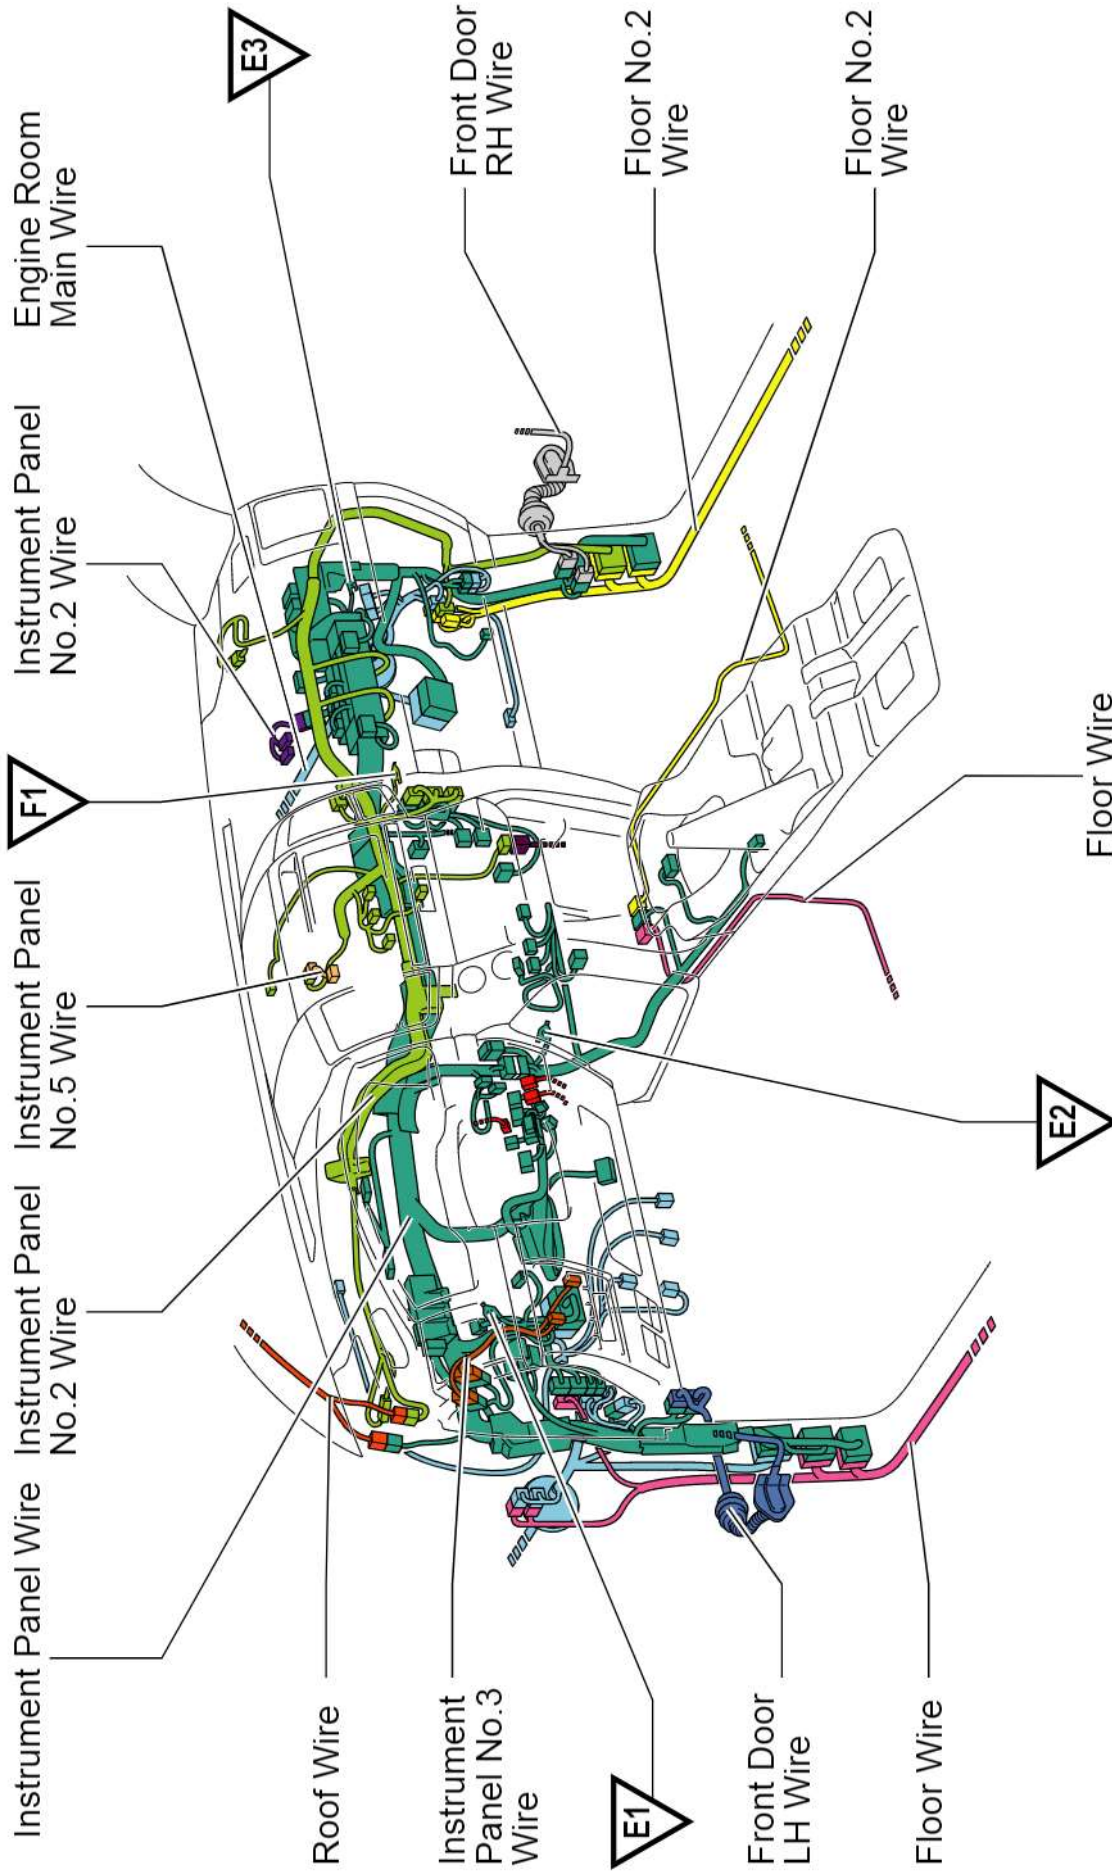 Instrument Panel Wire
Instrument Panel
No.2 Wire
Instrument Panel
No.5 Wire
F1
Instrument Panel
No.2 Wire
Engine Room
Main Wire
E3
Roof Wire
Instrument
Panel No.3
Wire
E1
Front Door
LH Wire
Floor Wire
E2
Floor Wire
Front Door
RH Wire
Floor No.2
Wire
Floor No.2
Wire